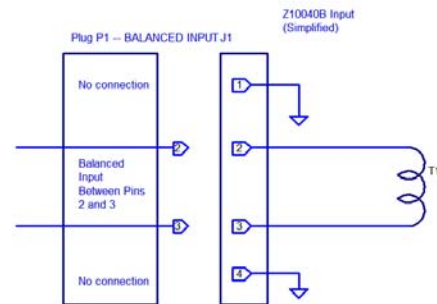 Z10040B Input
(Simplified)
Plug P1 -- BALANCED INPUT J1
No connection
1
2
2
Balanced
Input
Between Pins
2 and 3
T1
3
3
No connection
4